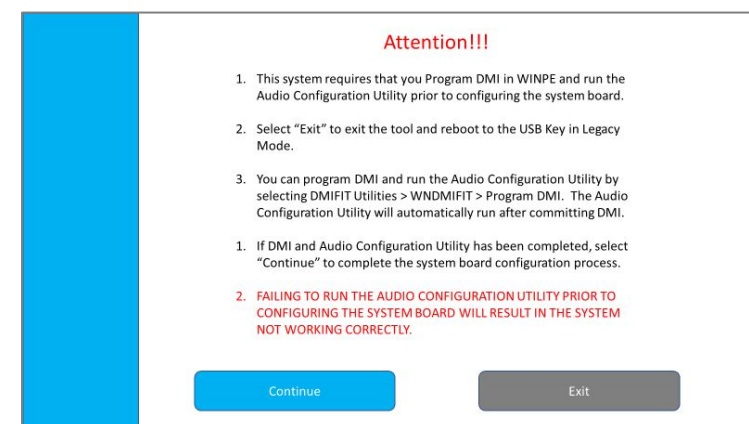 Attention!!!
1. This system requires that you Program DMI in WINPE and run the
Audio Configuration Utility prior to configuring the system board.
2. Select “Exit” to exit the tool and reboot to the USB Key in Legacy
Mode.
3. You can program DMI and run the Audio Configuration Utility by
selecting DMIFIT Utilities > WNDMIFIT > Program DMI. The Audio
Configuration Utility will automatically run after committing DMI.
1. If DMI and Audio Configuration Utility has been completed, select
“Continue” to complete the system board configuration process.
2. FAILING TO RUN THE AUDIO CONFIGURATION UTILITY PRIOR TO
CONFIGURING THE SYSTEM BOARD WILL RESULT IN THE SYSTEM
NOT WORKING CORRECTLY.
Continue
Exit